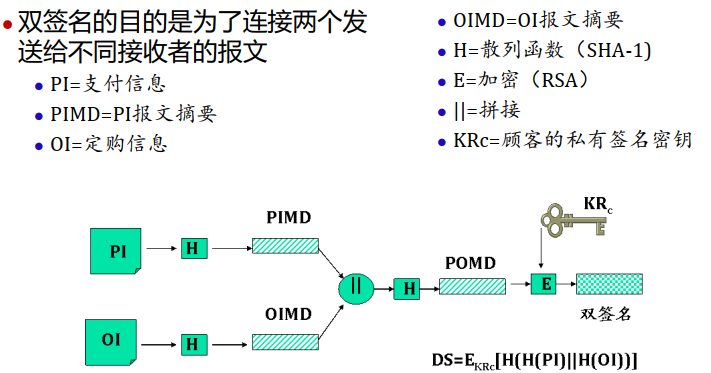 双签名的目的是为了连接两个发
送给不同接收者的报文
PI=支付信息
PIMD=PI报文摘要
OI=定购信息
OIMD=OI报文摘要
H=散列函数（SHA-1)
E=加密（RSA）
||=拼接
KRc=顾客的私有签名密钥
PIMD
KRc
PI
H
POMD
||
H
E
OIMD
双签名
OI
H
DS=EKRc[H(H(PI)||H(OI))]